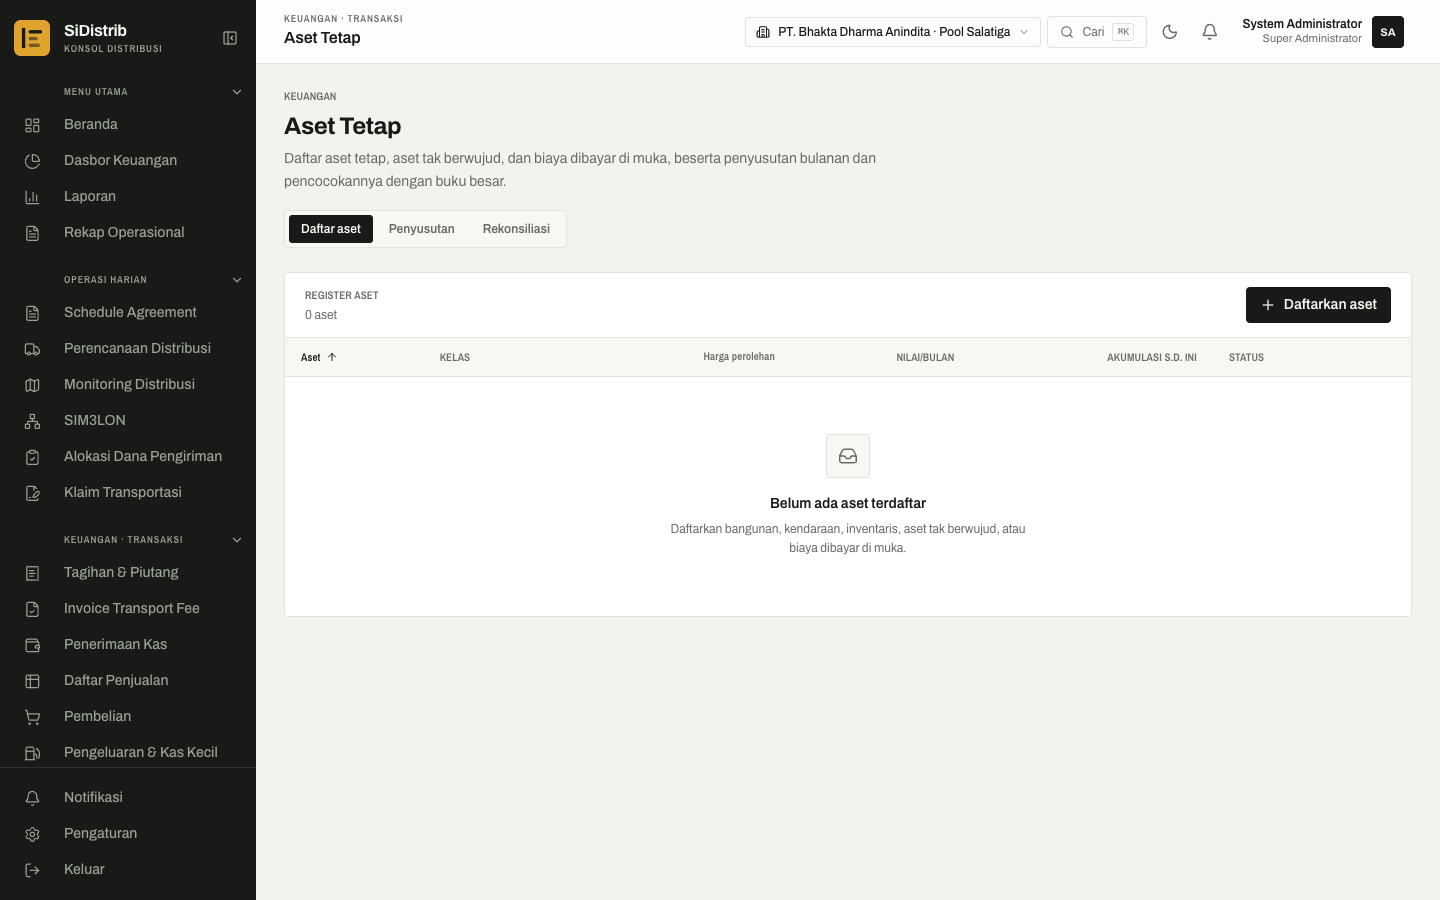 SiDistrib
KONSOL DISTRIBUSI
MENU UTAMA
Beranda
Dasbor Keuangan
Laporan
Rekap Operasional
OPERASI HARIAN
Schedule Agreement
Perencanaan Distribusi
Monitoring Distribusi
SIM3LON
Alokasi Dana Pengiriman
Klaim Transportasi
KEUANGAN · TRANSAKSI
Tagihan & Piutang
Invoice Transport Fee
Penerimaan Kas
Daftar Penjualan
Pembelian
Pengeluaran & Kas Kecil
Notifikasi
Pengaturan
Keluar
KEUANGAN · TRANSAKSI
Aset Tetap
PT. Bhakta Dharma Anindita · Pool Salatiga
Cari ⌘K
System Administrator
Super Administrator
SA
KEUANGAN
Aset Tetap
Daftar aset tetap, aset tak berwujud, dan biaya dibayar di muka, beserta penyusutan bulanan dan
pencocokannya dengan buku besar.
Daftar aset Penyusutan Rekonsiliasi
REGISTER ASET
0 aset
Daftarkan aset
Aset KELAS Harga perolehan NILAI/BULAN AKUMULASI S.D. INI STATUS
Belum ada aset terdaftar
Daftarkan bangunan, kendaraan, inventaris, aset tak berwujud, atau
biaya dibayar di muka.